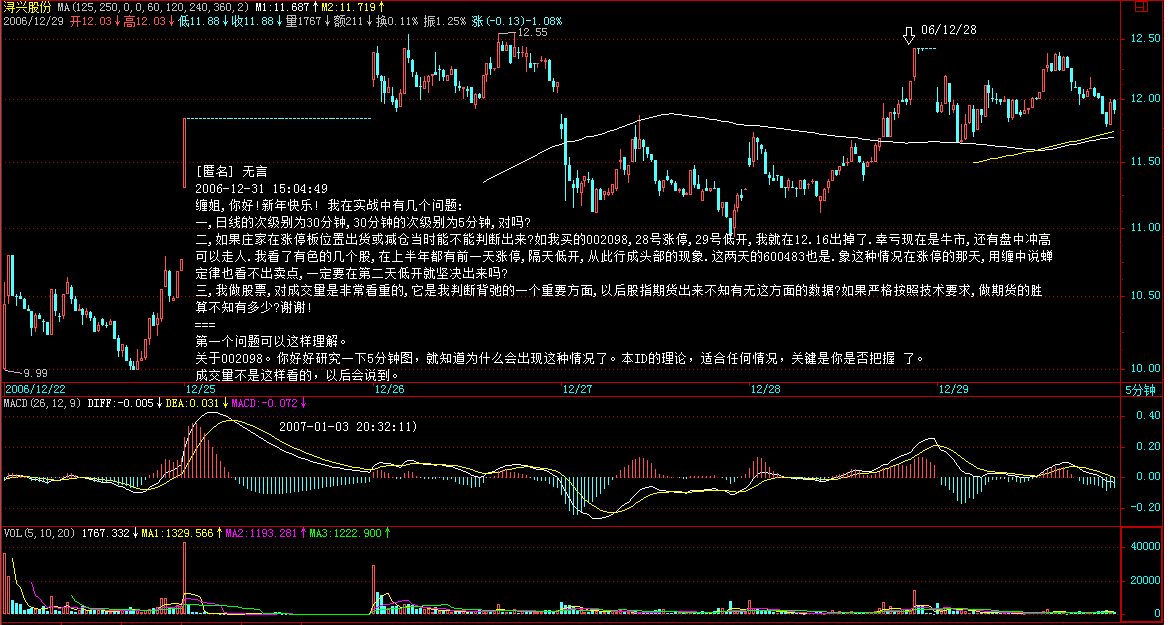 浔兴股份 MA(125,250,0,0,60,120,240,360,2) M1:11.687↑M2:11.719↑
2006/12/29 开12.03↓高12.03↓低11.88↓收11.88↓量1767↓额211↓换0.11% 振1.25% 涨(-0.13)-1.08%
12.55
06/12/28
12.50
12.00
11.50
11.00
10.50
10.00
[匿名] 无言
2006-12-31 15:04:49
缠姐,你好!新年快乐! 我在实战中有几个问题:
一,日线的次级别为30分钟,30分钟的次级别为5分钟,对吗?
二,如果庄家在涨停板位置出货或减仓当时能不能判断出来?如我买的002098,28号涨停,29号低开,我就在12.16出掉了.幸亏现在是牛市,还有盘中冲高
可以走人.我看了有色的几个股,在上半年都有前一天涨停,隔天低开,从此行成头部的现象.这两天的600483也是.象这种情况在涨停的那天,用缠中说蝉
定律也看不出卖点,一定要在第二天低开就坚决出来吗?
三,我做股票,对成交量是非常看重的,它是我判断背弛的一个重要方面,以后股指期货出来不知有无这方面的数据?如果严格按照技术要求,做期货的胜
算不知有多少?谢谢!
===
第一个问题可以这样理解。
关于002098。你好好研究一下5分钟图，就知道为什么会出现这种情况了。本ID的理论，适合任何情况，关键是你是否把握 了。
成交量不是这样看的，以后会说到。
9.99
2006/12/22 12/25 12/26 12/27 12/28 12/29 5分钟
MACD(26,12,9) DIFF:-0.005↓DEA:0.031↓MACD:-0.072↓
2007-01-03 20:32:11)
0.40
0.20
0.00
-0.20
VOL(5,10,20) 1767.332↓MA1:1329.566↑MA2:1193.281↑MA3:1222.900↑
40000
20000
0